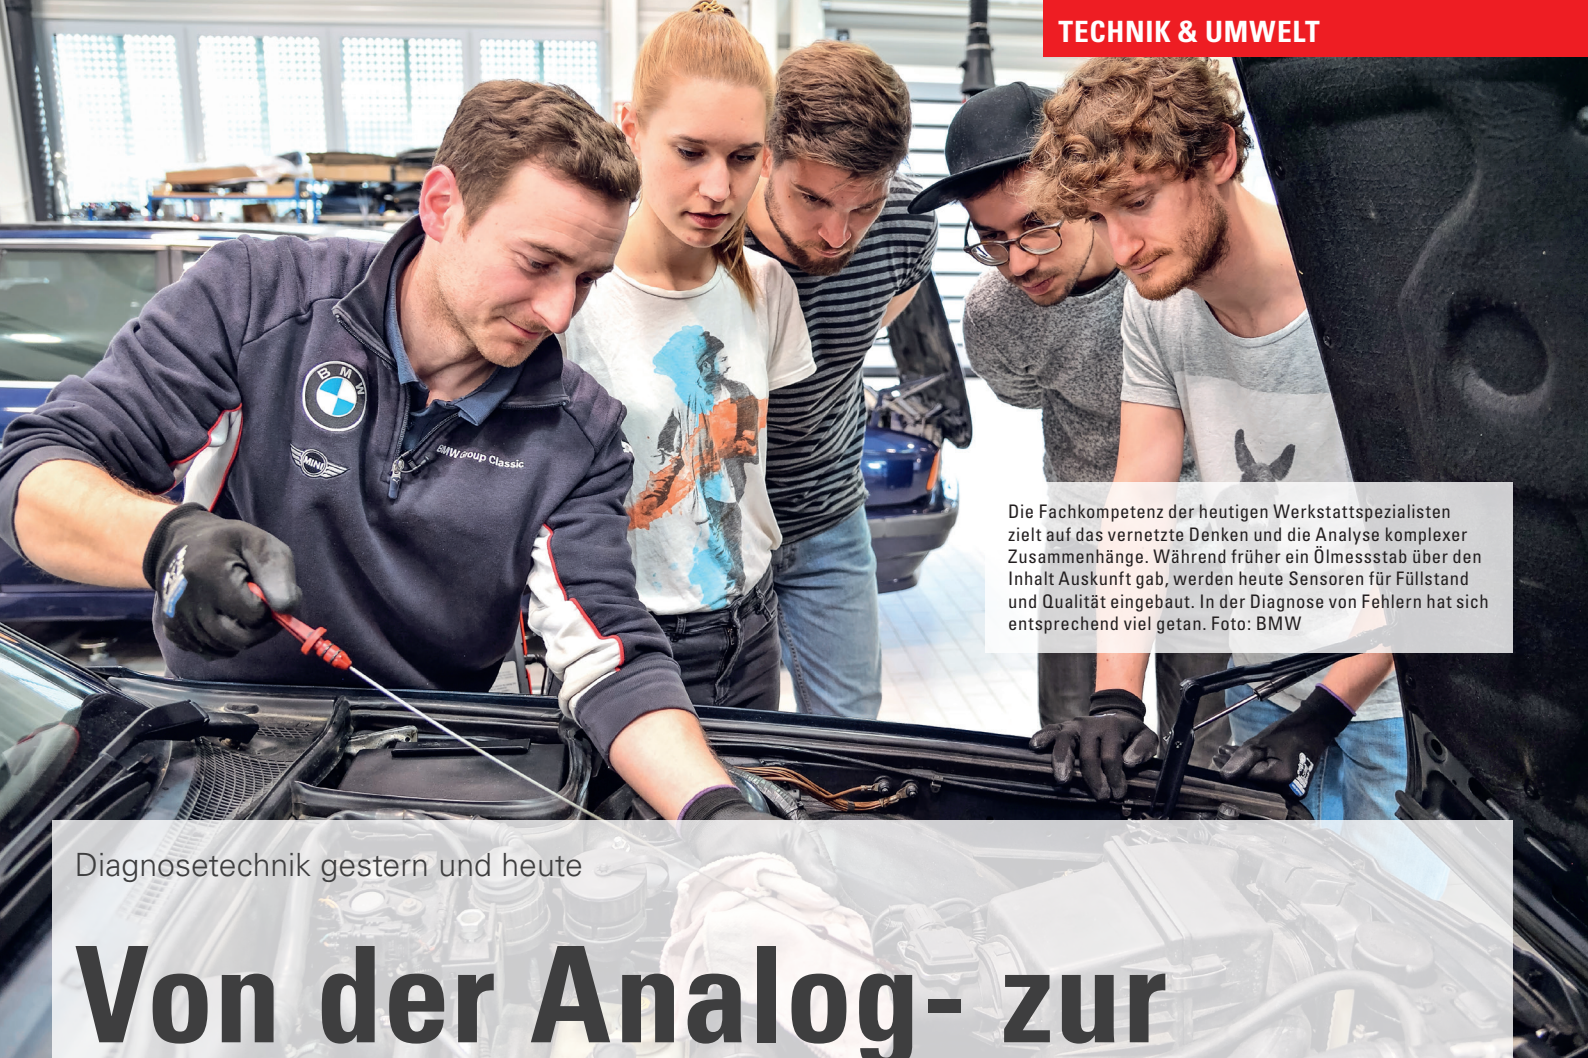 TECHNIK & UMWELT
BMW
MINI
BMW Group Classic
Die Fachkompetenz der heutigen Werkstattspezialisten
zielt auf das vernetzte Denken und die Analyse komplexer
Zusammenhänge. Während früher ein Ölmessstab über den
Inhalt Auskunft gab, werden heute Sensoren für Füllstand
und Qualität eingebaut. In der Diagnose von Fehlern hat sich
entsprechend viel getan. Foto: BMW
Diagnosetechnik gestern und heute
Von der Analog- zur